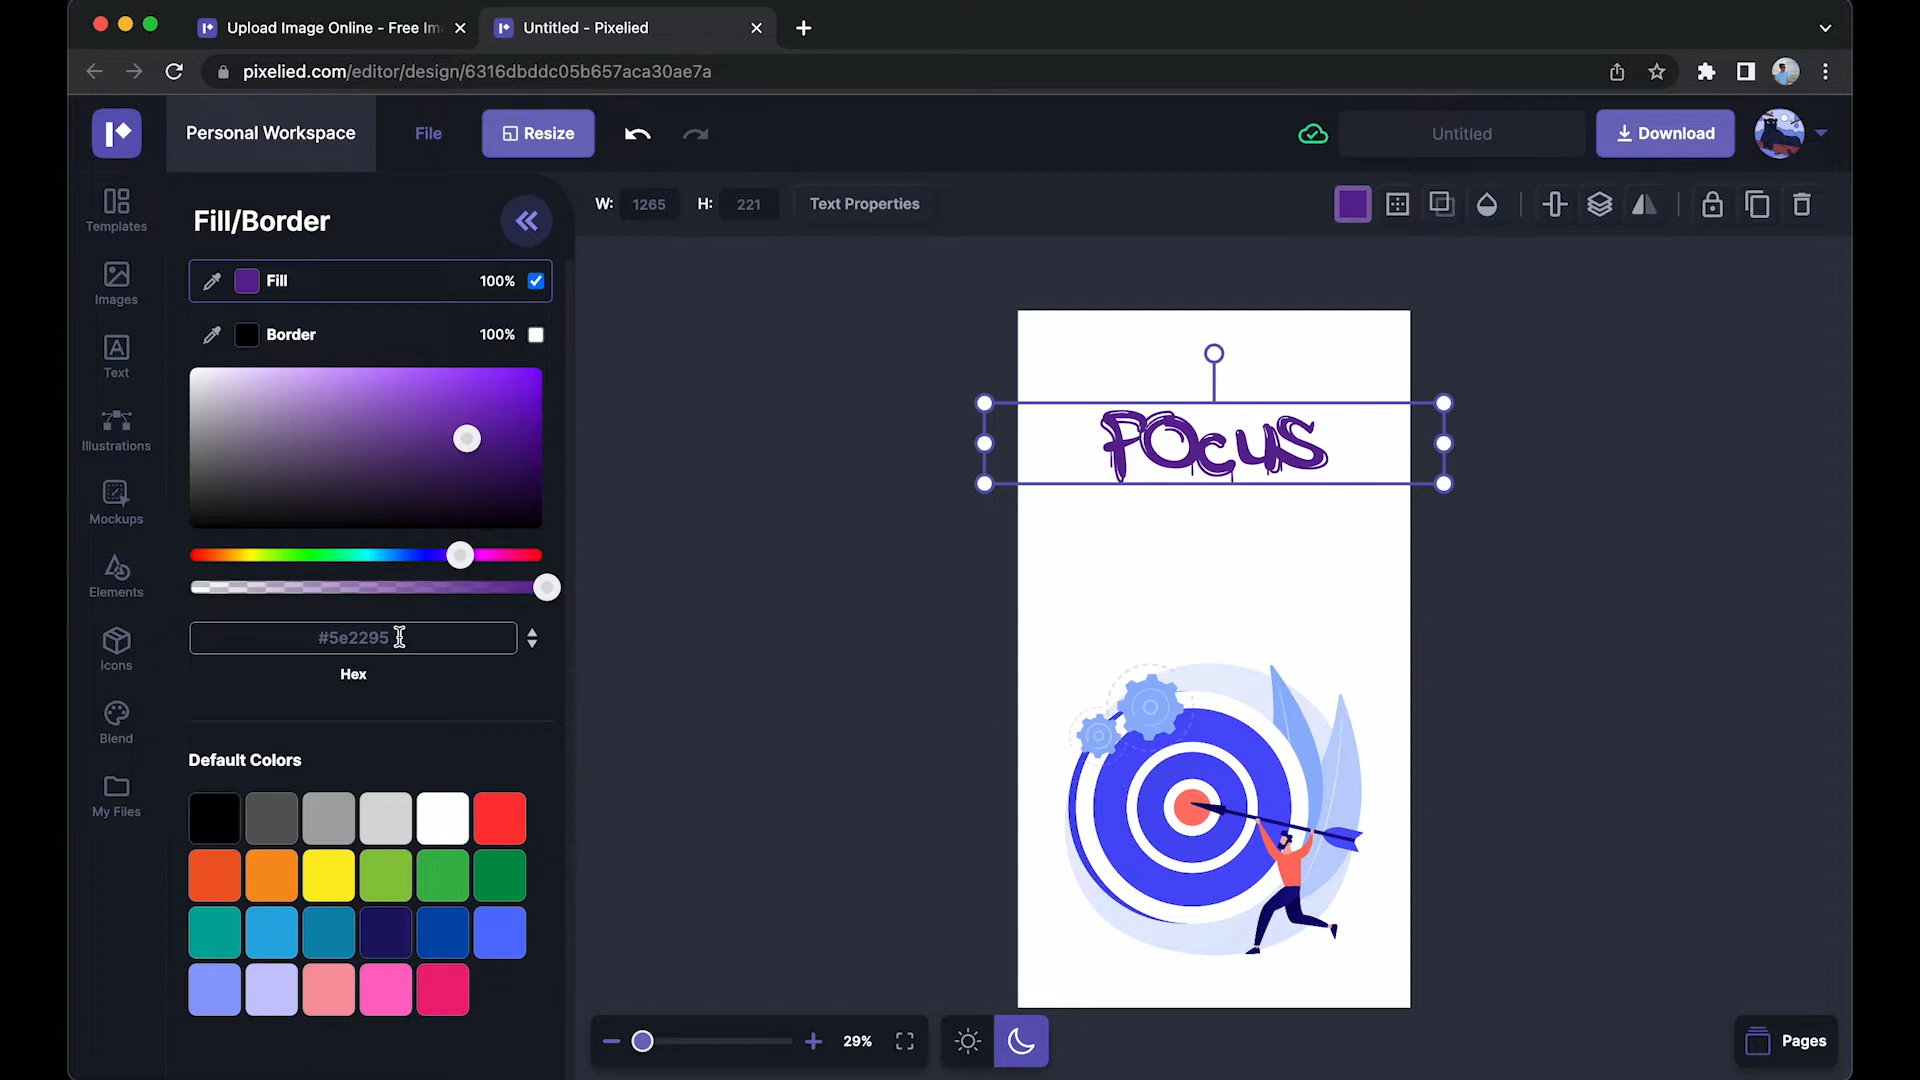 Upload Image Online - Free Im
Untitled - Pixelied
pixelied.com/editor/design/6316dbddc05b657aca30ae7a
Personal Workspace
File
Resize
Untitled
Download
Templates
Images
Text
Illustrations
Mockups
Elements
Icons
Blend
My Files
Fill/Border
Fill
100%
Border
100%
#5e2295
Hex
Default Colors
W: 1265 H: 221 Text Properties
FOcuS
29%
Pages